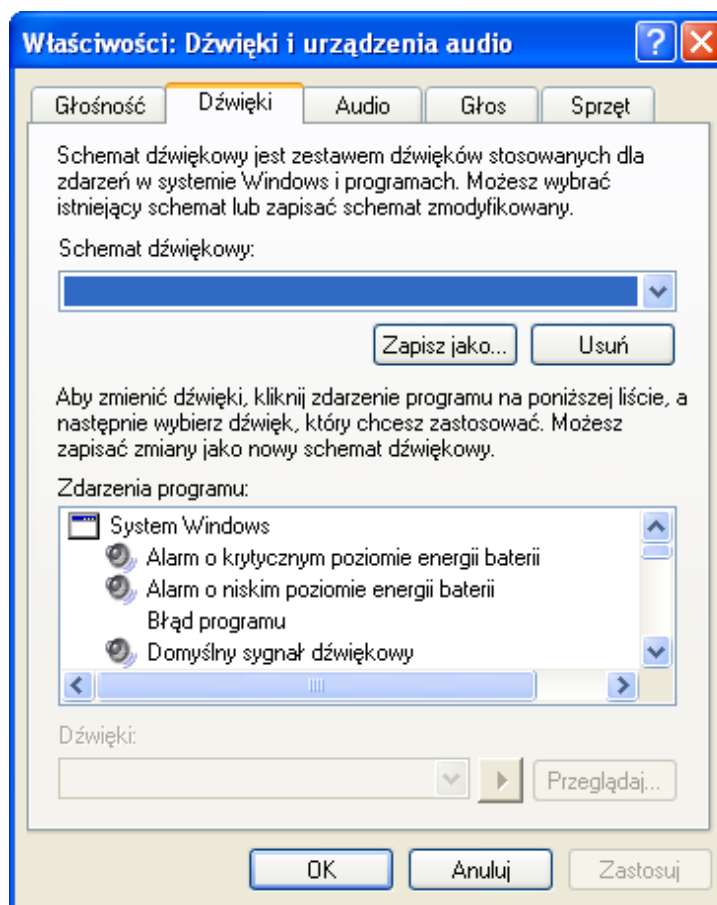 Właściwości: Dźwięki i urządzenia audio
Głośność Dźwięki Audio Głos Sprzęt
Schemat dźwiękowy jest zestawem dźwięków stosowanych dla
zdarzeń w systemie Windows i programach. Możesz wybrać
istniejący schemat lub zapisać schemat zmodyfikowany.
Schemat dźwiękowy:
Zapisz jako... Usuń
Aby zmienić dźwięki, kliknij zdarzenie programu na poniższej liście, a
następnie wybierz dźwięk, który chcesz zastosować. Możesz
zapisać zmiany jako nowy schemat dźwiękowy.
Zdarzenia programu:
System Windows
Alarm o krytycznym poziomie energii baterii
Alarm o niskim poziomie energii baterii
Błąd programu
Domyślny sygnał dźwiękowy
Dźwięki:
Przeglądaj...
OK Anuluj Zastosuj